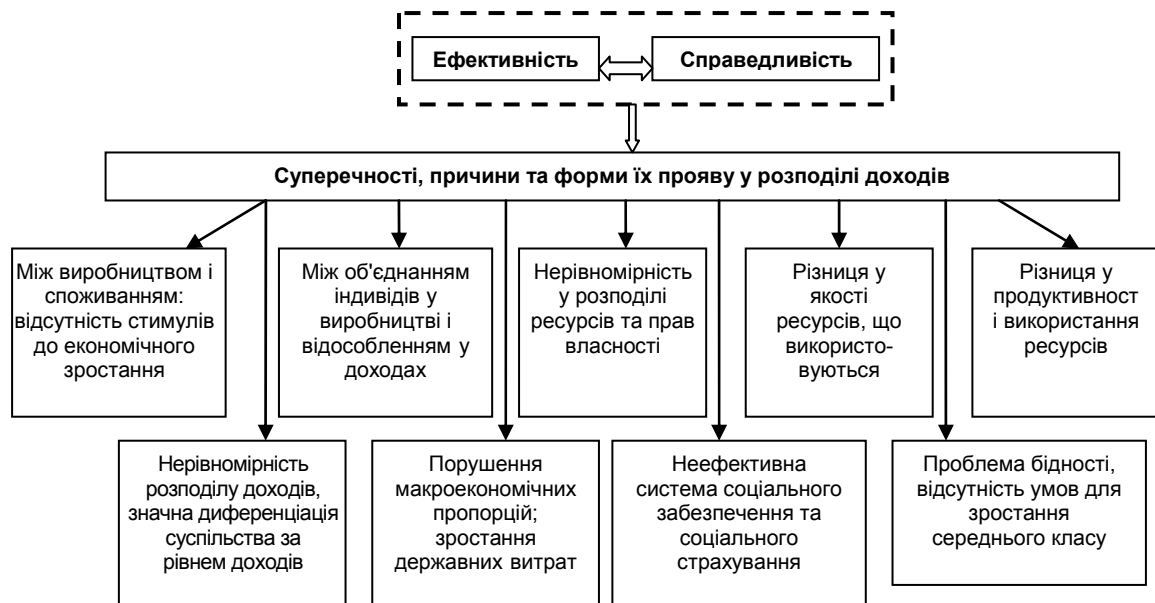 Ефективність
Справедливість
Суперечності, причини та форми їх прояву у розподілі доходів
Між виробництвом і
споживанням:
відсутність стимулів
до економічного
зростання
Між об'єднанням
індивідів у
виробництві і
відособленням у
доходах
Нерівномірність
у розподілі
ресурсів та прав
власності
Різниця у
якості
ресурсів, що
використо-
вуються
Різниця у
продуктивност
і використання
ресурсів
Нерівномірність
розподілу доходів,
значна диференціація
суспільства за
рівнем доходів
Порушення
макроекономічних
пропорцій;
зростання
державних витрат
Неефективна
система соціального
забезпечення та
соціального
страхування
Проблема бідності,
відсутність умов для
зростання
середнього класу